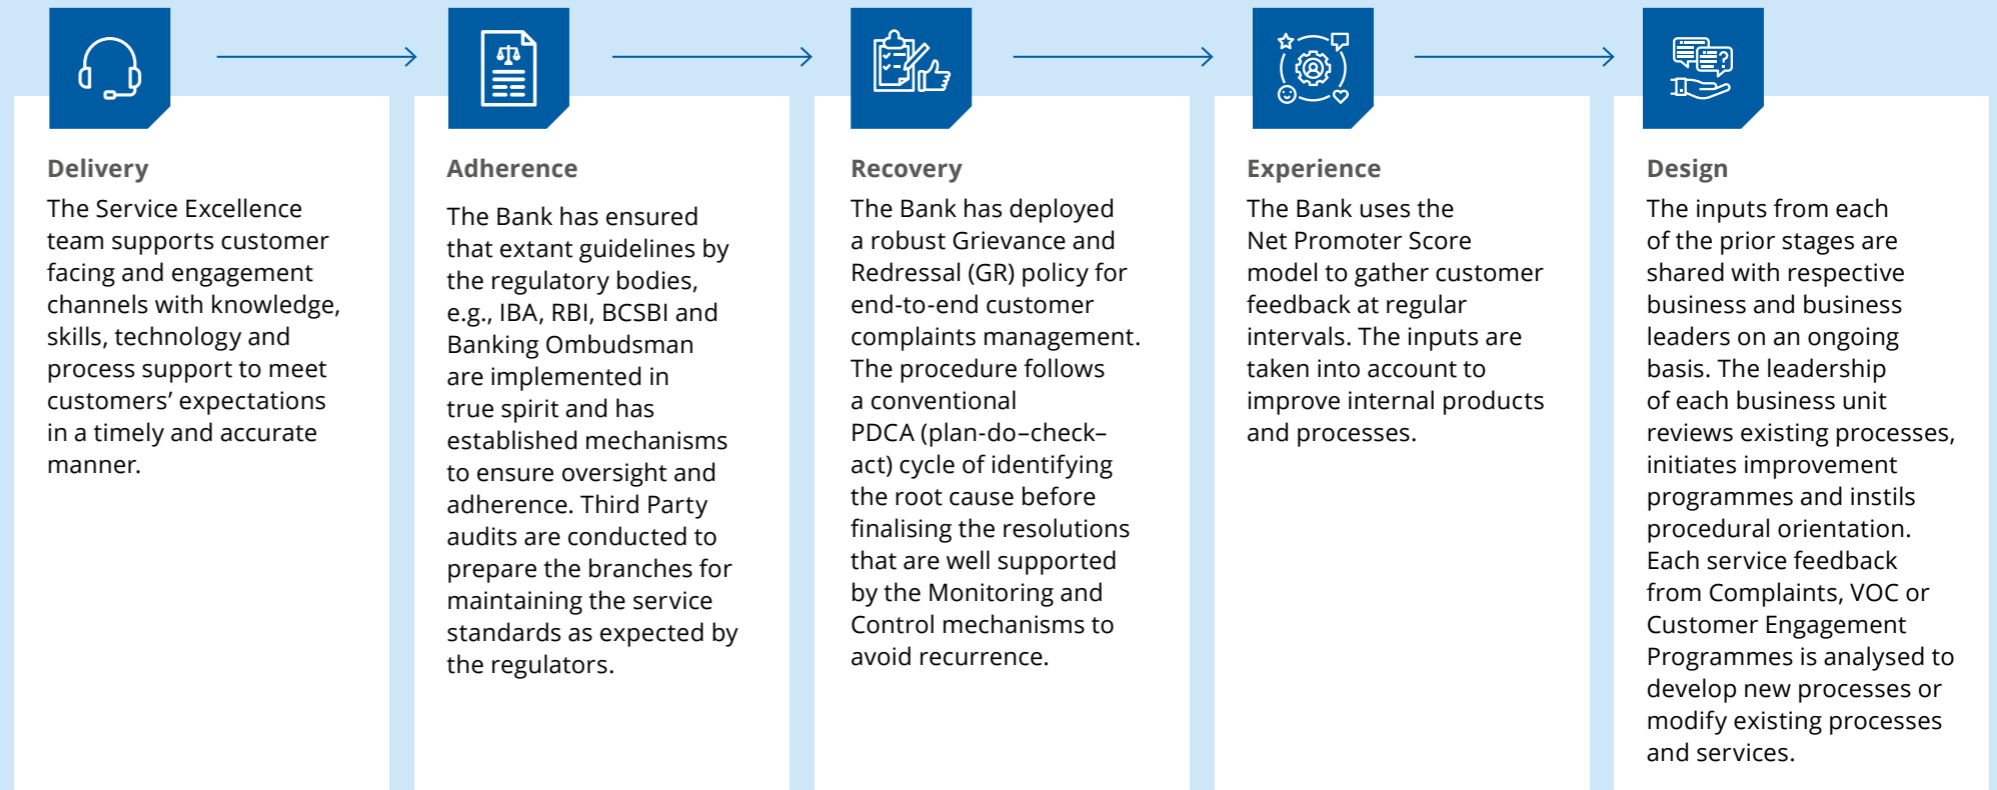 Delivery
The Service Excellence
team supports customer
facing and engagement
channels with knowledge,
skills, technology and
process support to meet
customers’ expectations
in a timely and accurate
manner.
Adherence
The Bank has ensured
that extant guidelines by
the regulatory bodies,
e.g., IBA, RBI, BCSBI and
Banking Ombudsman
are implemented in
true spirit and has
established mechanisms
to ensure oversight and
adherence. Third Party
audits are conducted to
prepare the branches for
maintaining the service
standards as expected by
the regulators.
Recovery
The Bank has deployed
a robust Grievance and
Redressal (GR) policy for
end-to-end customer
complaints management.
The procedure follows
a conventional
PDCA (plan-do–check–
act) cycle of identifying
the root cause before
finalising the resolutions
that are well supported
by the Monitoring and
Control mechanisms to
avoid recurrence.
Experience
The Bank uses the
Net Promoter Score
model to gather customer
feedback at regular
intervals. The inputs are
taken into account to
improve internal products
and processes.
Design
The inputs from each
of the prior stages are
shared with respective
business and business
leaders on an ongoing
basis. The leadership
of each business unit
reviews existing processes,
initiates improvement
programmes and instils
procedural orientation.
Each service feedback
from Complaints, VOC or
Customer Engagement
Programmes is analysed to
develop new processes or
modify existing processes
and services.